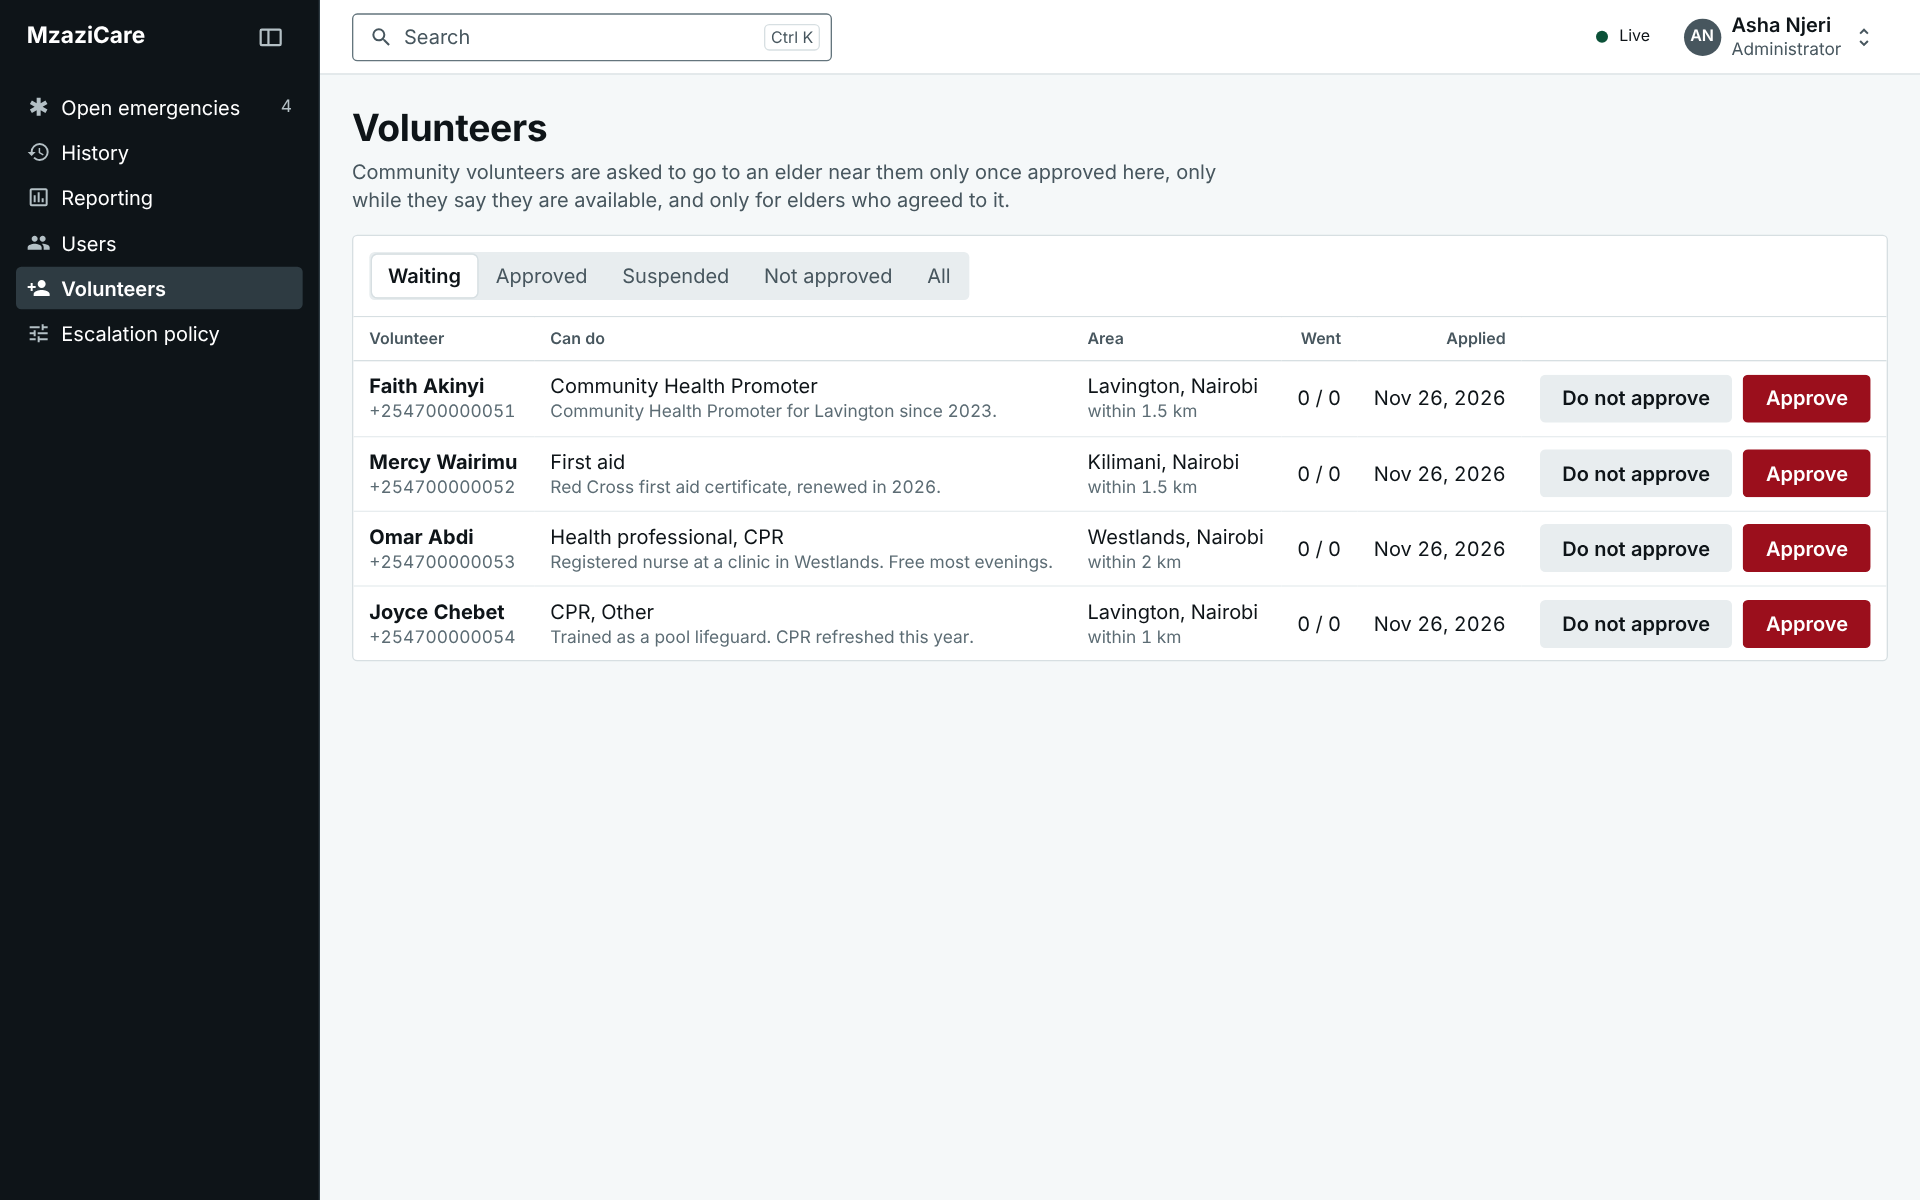 MzaziCare
Open emergencies 4
History
Reporting
Users
Volunteers
Escalation policy
Search Ctrl K
Live
AN
Asha Njeri
Administrator
Volunteers
Community volunteers are asked to go to an elder near them only once approved here, only
while they say they are available, and only for elders who agreed to it.
Waiting Approved Suspended Not approved All
Volunteer Can do Area Went Applied
Faith Akinyi Community Health Promoter Lavington, Nairobi 0 / 0 Nov 26, 2026 Do not approve Approve
+254700000051 Community Health Promoter for Lavington since 2023. within 1.5 km
Mercy Wairimu First aid Kilimani, Nairobi 0 / 0 Nov 26, 2026 Do not approve Approve
+254700000052 Red Cross first aid certificate, renewed in 2026. within 1.5 km
Omar Abdi Health professional, CPR Westlands, Nairobi 0 / 0 Nov 26, 2026 Do not approve Approve
+254700000053 Registered nurse at a clinic in Westlands. Free most evenings. within 2 km
Joyce Chebet CPR, Other Lavington, Nairobi 0 / 0 Nov 26, 2026 Do not approve Approve
+254700000054 Trained as a pool lifeguard. CPR refreshed this year. within 1 km